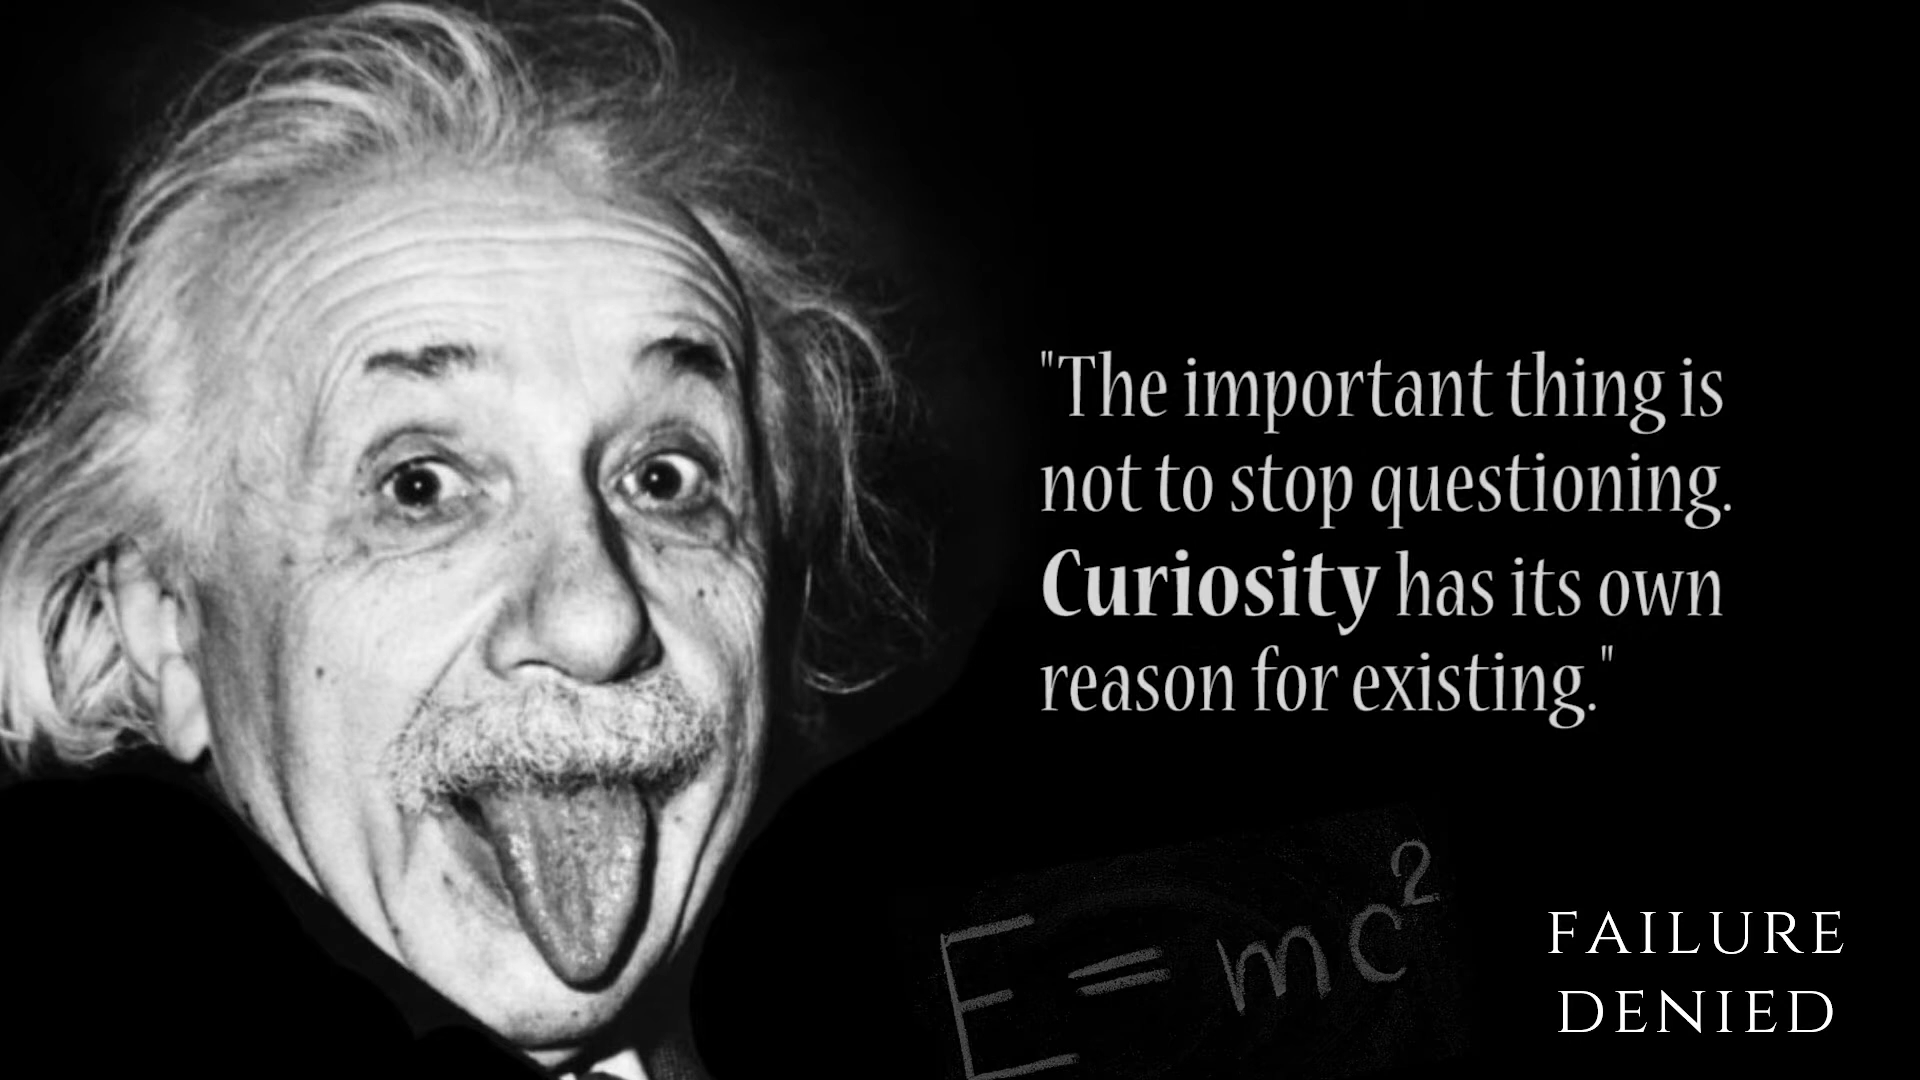 "The important thing is
not to stop questioning.
Curiosity has its own
reason for existing."
E = mc²
FAILURE
DENIED